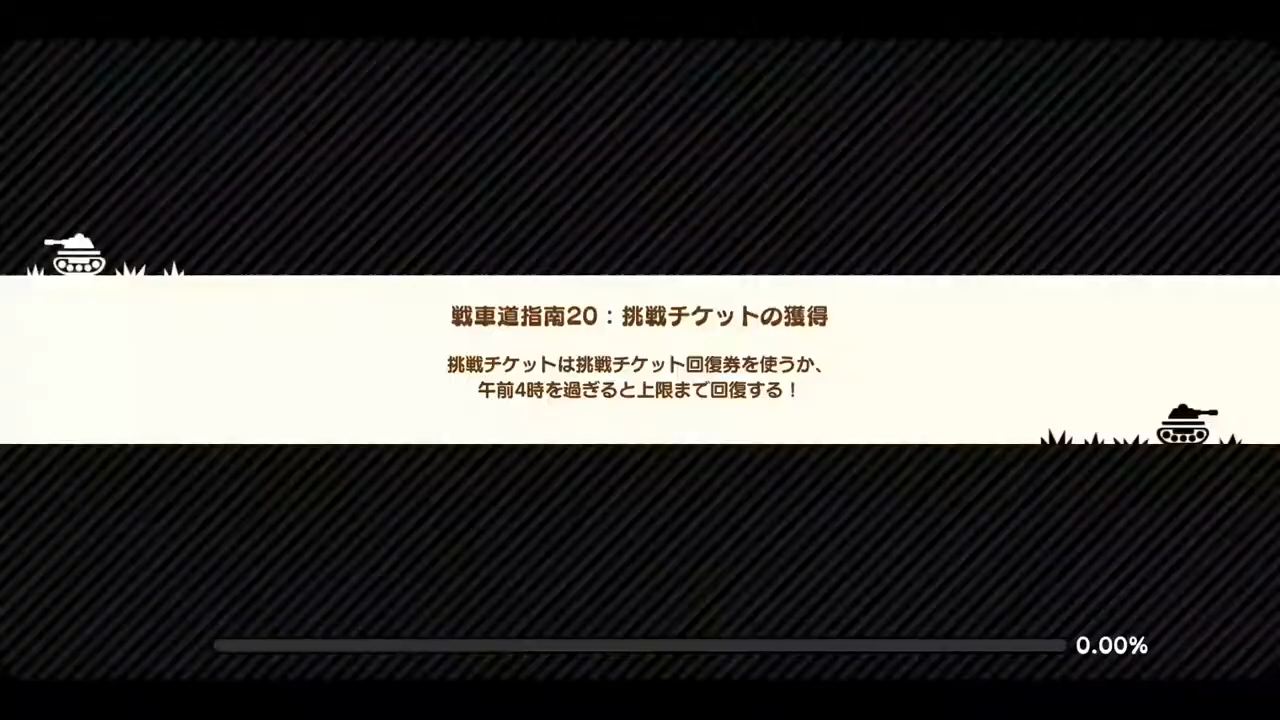 戦車道指南20：挑戦チケットの獲得
挑戦チケットは挑戦チケット回復券を使うか、
午前4時を過ぎると上限まで回復する！
0.00%